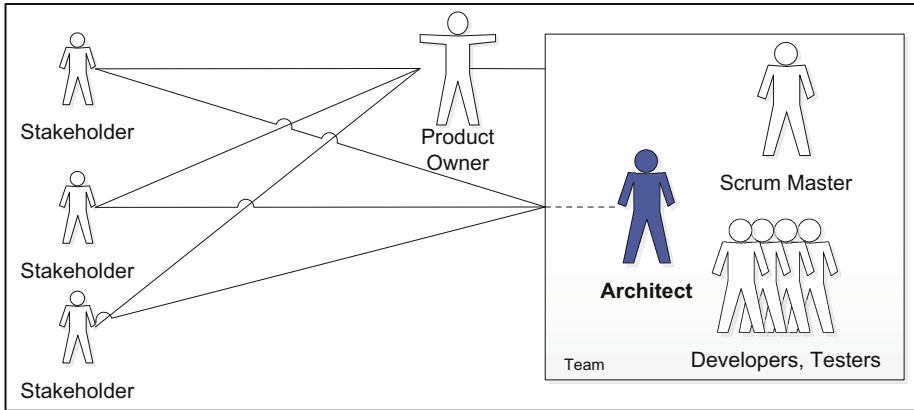 Stakeholder
Product
Owner
Scrum Master
Stakeholder
Architect
Developers, Testers
Team
Stakeholder